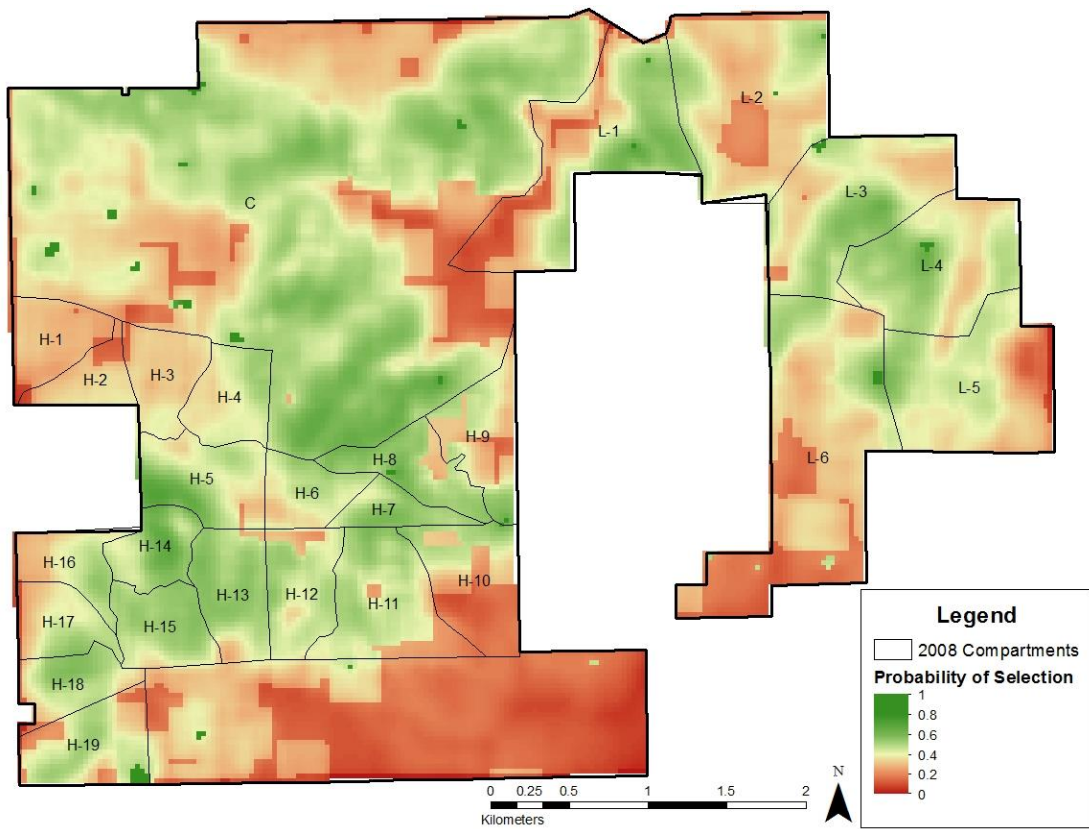 L-2
L-1
L-3
C
L-4
H-1
H-2
H-3
H-4
L-5
H-9
H-8
L-6
H-5
H-6
H-7
H-14
H-16
H-10
H-13
H-12
H-11
H-17
H-15
H-18
H-19
Legend
2008 Compartments
Probability of Selection
1
0.8
0.6
0.4
0.2
0
N
0 0.25 0.5 1 1.5 2
Kilometers